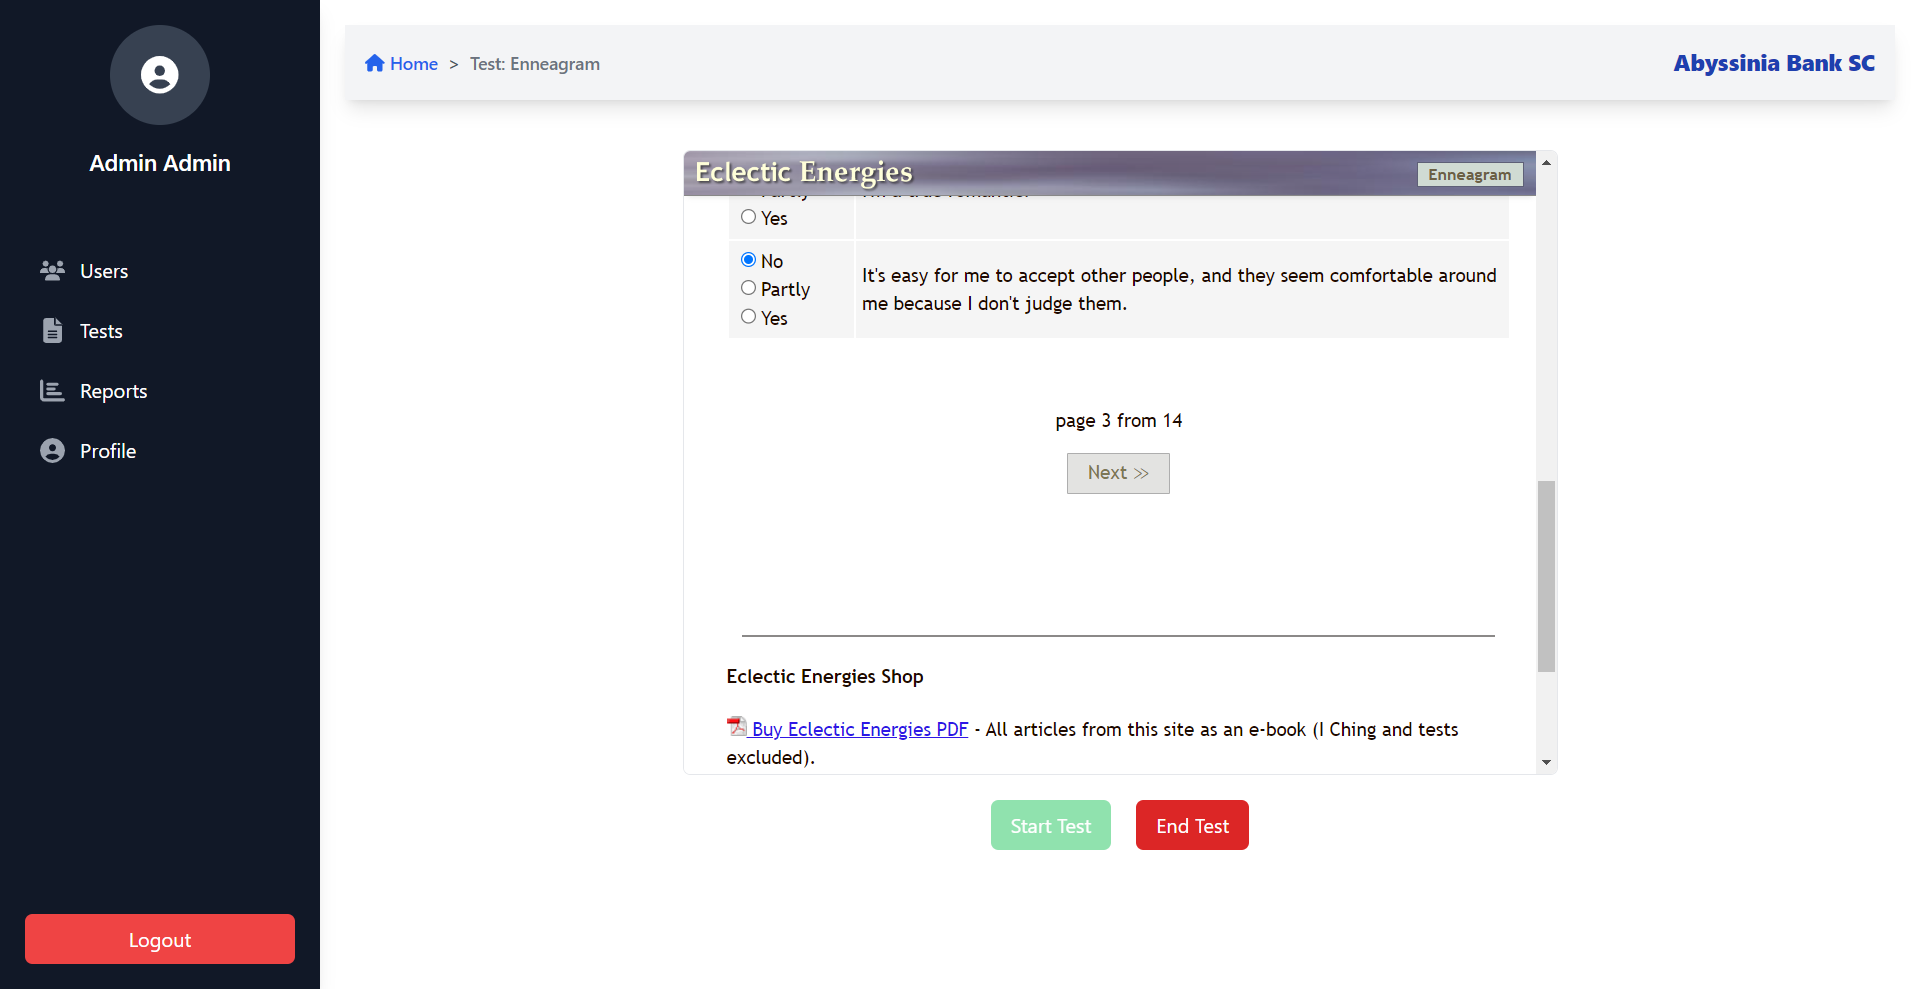 Admin Admin
Users
Tests
Reports
Profile
Logout
Home > Test: Enneagram
Abyssinia Bank SC
Eclectic Energies
Enneagram
Yes
No
Partly
Yes
It's easy for me to accept other people, and they seem comfortable around
me because I don't judge them.
page 3 from 14
Next >>
Eclectic Energies Shop
Buy Eclectic Energies PDF - All articles from this site as an e-book (I Ching and tests
excluded).
Start Test
End Test